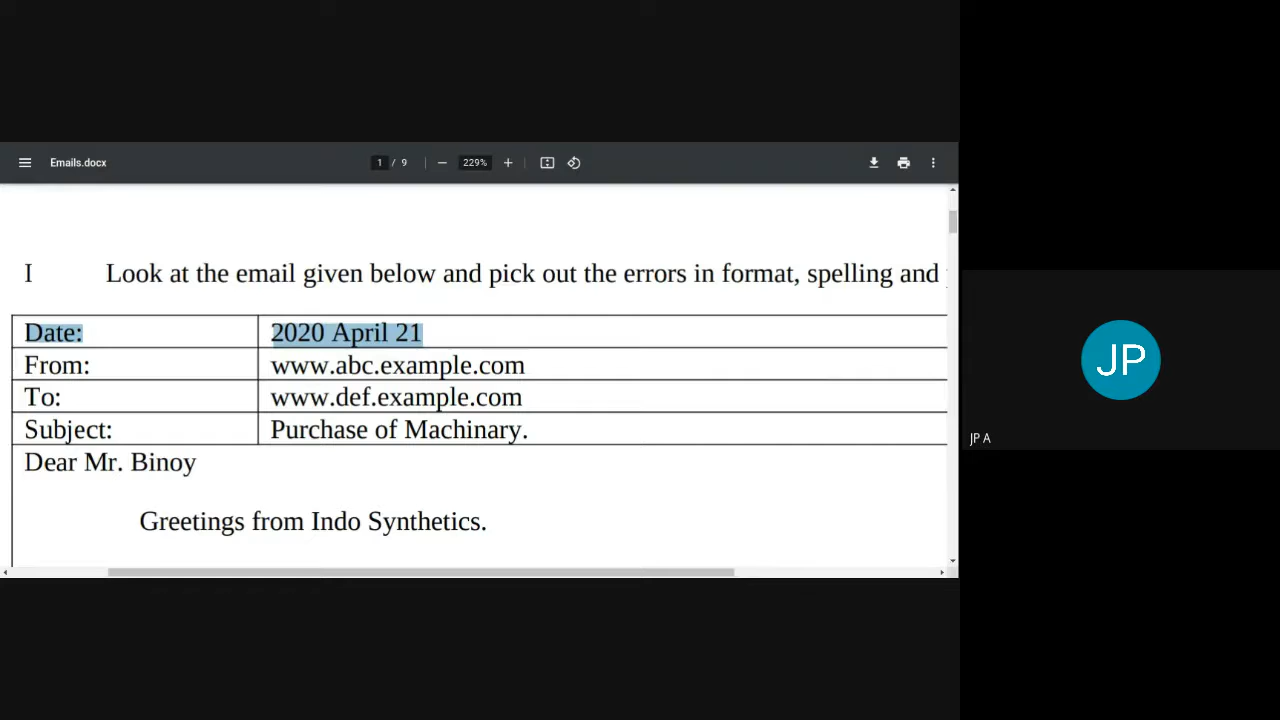 Emails.docx 1 / 9 229%
I Look at the email given below and pick out the errors in format, spelling and
Date: 2020 April 21
From: www.abc.example.com
To: www.def.example.com
Subject: Purchase of Machinary.
Dear Mr. Binoy
Greetings from Indo Synthetics.
JP
JP A